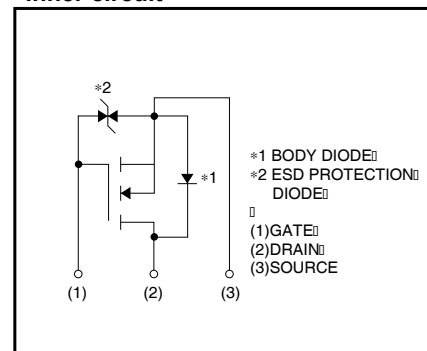 Inner circuit
*2
*1
*1 BODY DIODE
*2 ESD PROTECTION
DIODE
(1)GATE
(2)DRAIN
(3)SOURCE
(1) (2) (3)